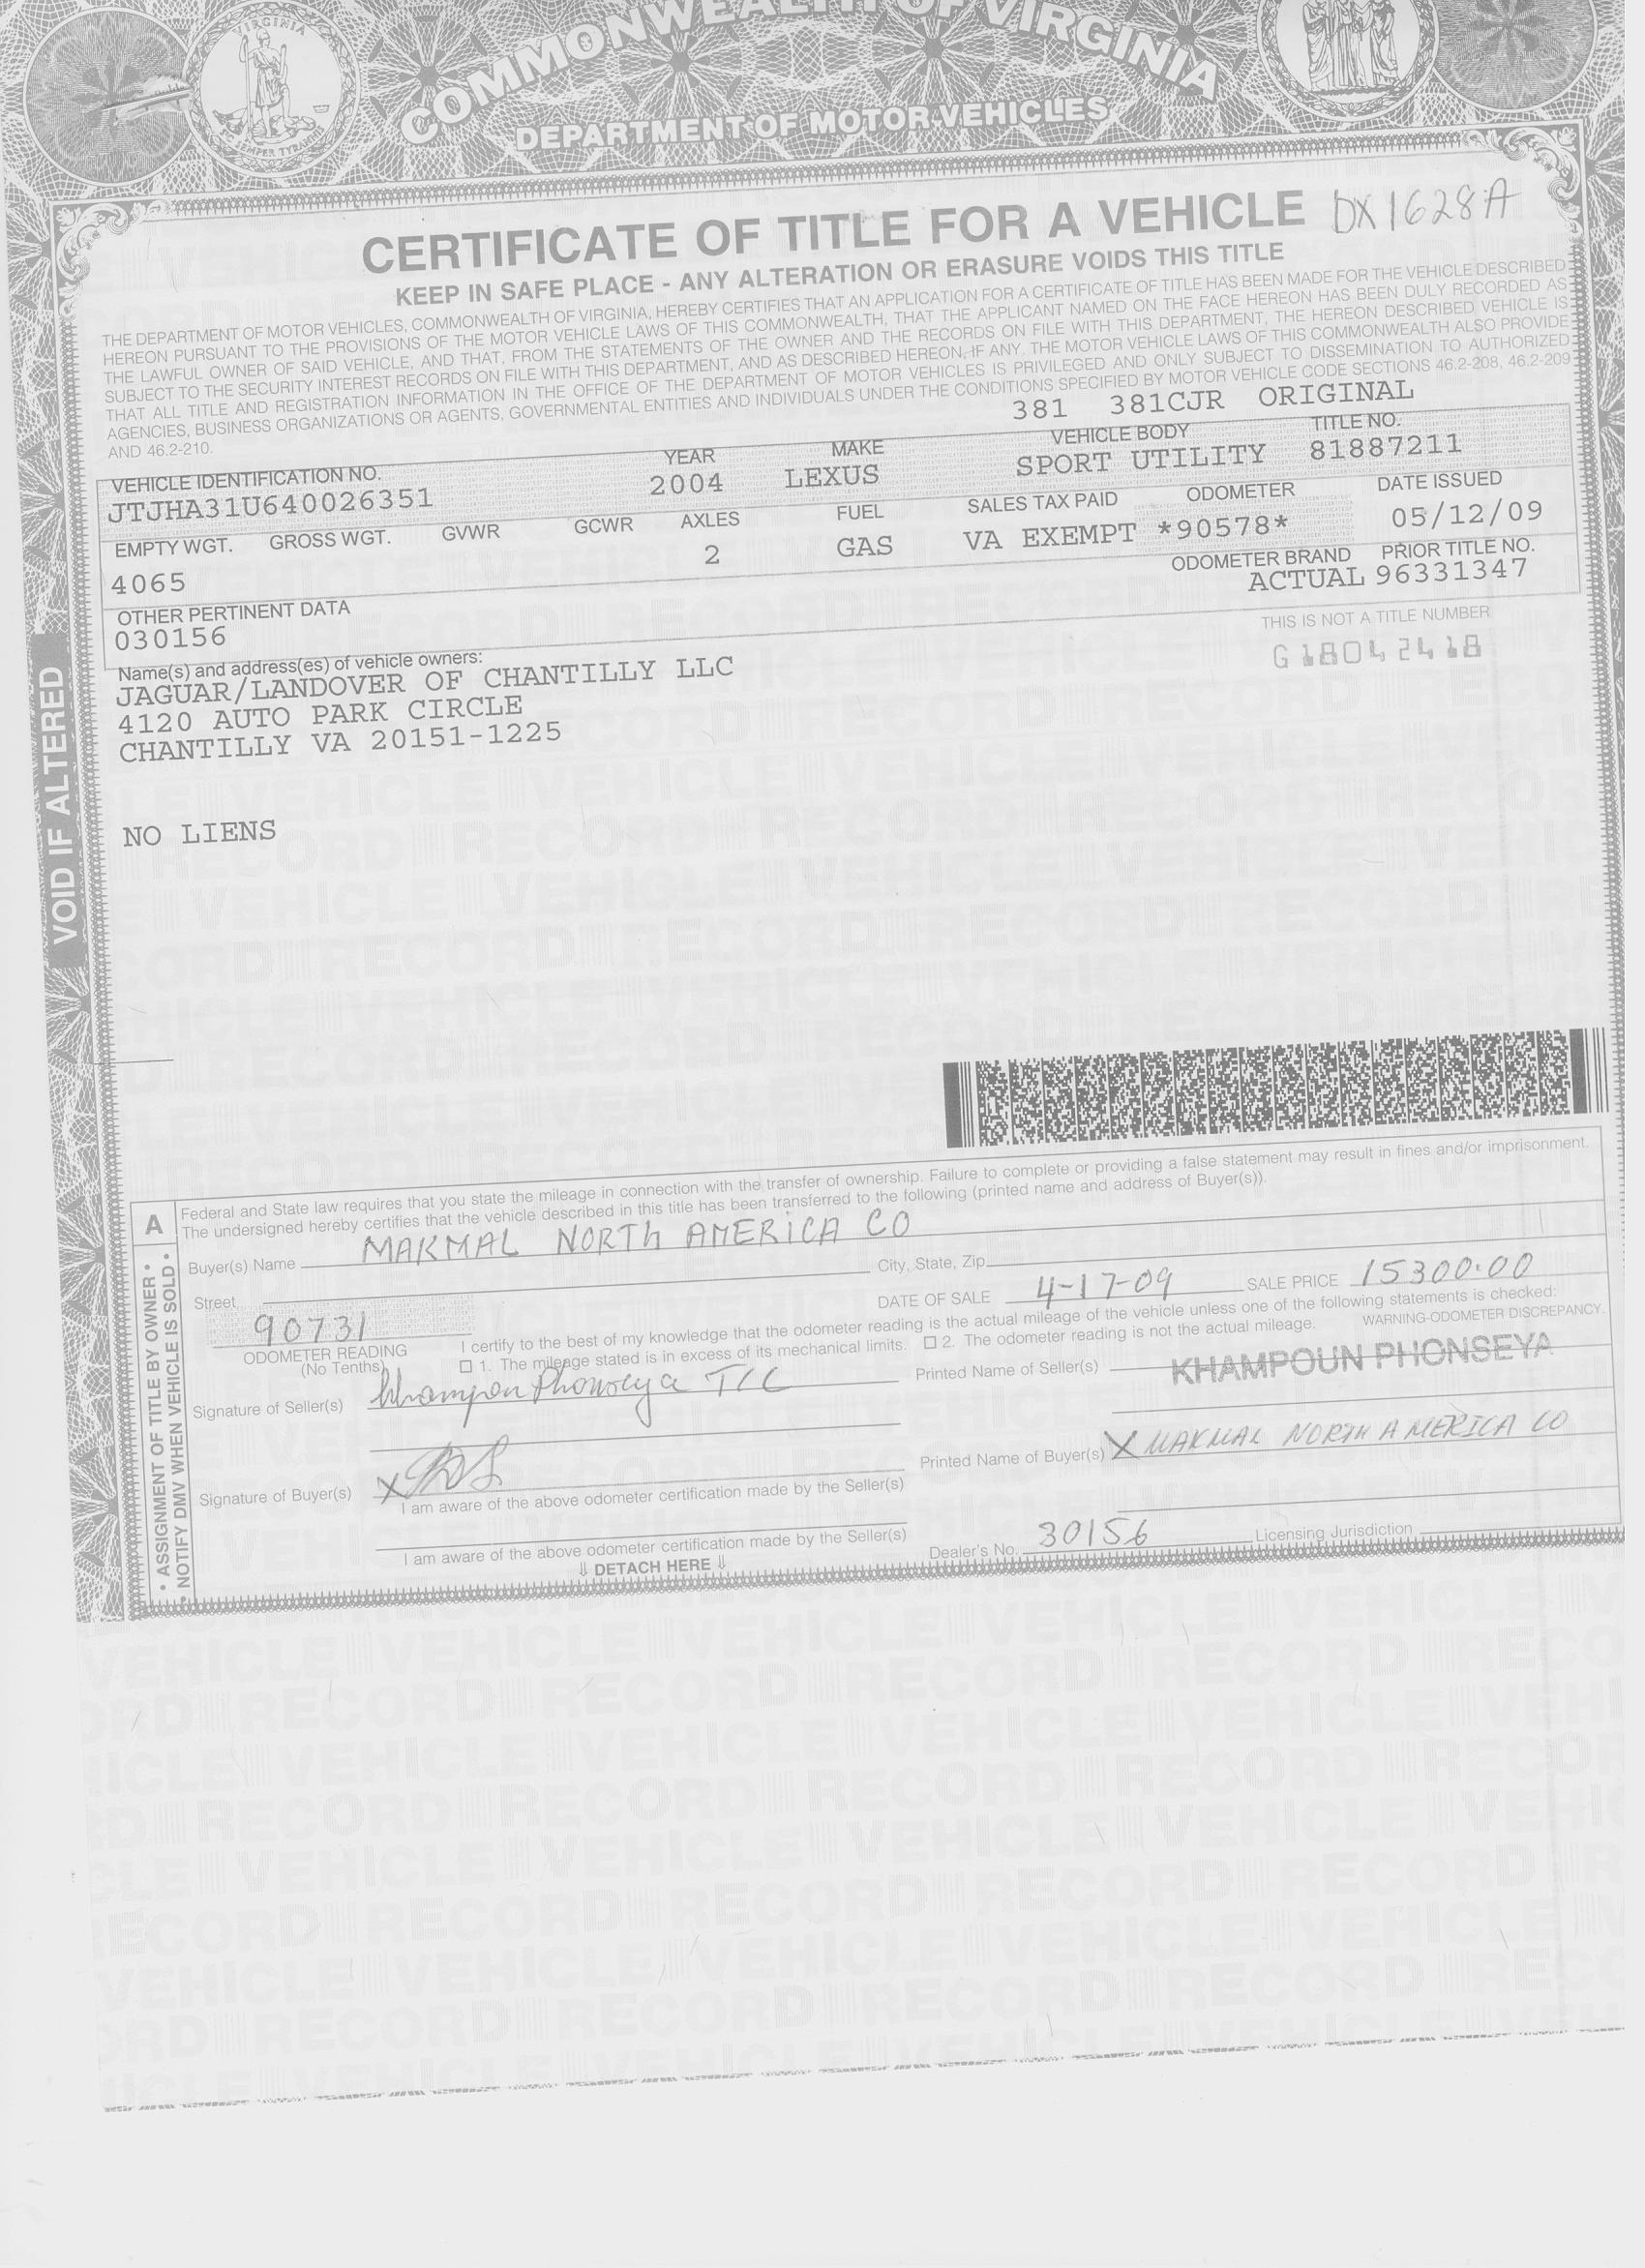 COMMONWEALTH OF VIRGINIA
VIRGINIA
DEPARTMENT OF MOTOR VEHICLES
CERTIFICATE OF TITLE FOR A VEHICLE DX1628A
KEEP IN SAFE PLACE - ANY ALTERATION OR ERASURE VOIDS THIS TITLE
THE DEPARTMENT OF MOTOR VEHICLES, COMMONWEALTH OF VIRGINIA, HEREBY CERTIFIES THAT AN APPLICATION FOR A CERTIFICATE OF TITLE HAS BEEN MADE FOR THE VEHICLE DESCRIBED
HEREON PURSUANT TO THE PROVISIONS OF THE MOTOR VEHICLE LAWS OF THIS COMMONWEALTH, THAT THE APPLICANT NAMED ON THE FACE HEREON HAS BEEN DULY RECORDED AS
THE LAWFUL OWNER OF SAID VEHICLE, AND THAT, FROM THE STATEMENTS OF THE OWNER AND THE RECORDS ON FILE WITH THIS DEPARTMENT, THE HEREON DESCRIBED VEHICLE IS
SUBJECT TO THE SECURITY INTEREST RECORDS ON FILE WITH THIS DEPARTMENT, AND AS DESCRIBED HEREON, IF ANY. THE MOTOR VEHICLE LAWS OF THIS COMMONWEALTH ALSO PROVIDE
THAT ALL TITLE AND REGISTRATION INFORMATION IN THE OFFICE OF THE DEPARTMENT OF MOTOR VEHICLES IS PRIVILEGED AND ONLY SUBJECT TO DISSEMINATION TO AUTHORIZED
AGENCIES, BUSINESS ORGANIZATIONS OR AGENTS, GOVERNMENTAL ENTITIES AND INDIVIDUALS UNDER THE CONDITIONS SPECIFIED BY MOTOR VEHICLE CODE SECTIONS 46.2-208, 46.2-209
AND 46.2-210.
381 381CJR ORIGINAL
VEHICLE IDENTIFICATION NO. YEAR MAKE VEHICLE BODY TITLE NO.
JTJHA31U640026351 2004 LEXUS SPORT UTILITY 81887211
EMPTY WGT. GROSS WGT. GVWR GCWR AXLES FUEL SALES TAX PAID ODOMETER DATE ISSUED
4065 2 GAS VA EXEMPT *90578* 05/12/09
ODOMETER BRAND PRIOR TITLE NO.
ACTUAL 96331347
OTHER PERTINENT DATA
030156
THIS IS NOT A TITLE NUMBER
G 18042418
Name(s) and address(es) of vehicle owners:
JAGUAR/LANDOVER OF CHANTILLY LLC
4120 AUTO PARK CIRCLE
CHANTILLY VA 20151-1225
NO LIENS
VOID IF ALTERED
A
• ASSIGNMENT OF TITLE BY OWNER •
• NOTIFY DMV WHEN VEHICLE IS SOLD •
Federal and State law requires that you state the mileage in connection with the transfer of ownership. Failure to complete or providing a false statement may result in fines and/or imprisonment.
The undersigned hereby certifies that the vehicle described in this title has been transferred to the following (printed name and address of Buyer(s)).
Buyer(s) Name MAKMAL NORTH AMERICA CO
Street City, State, Zip
DATE OF SALE 4-17-09 SALE PRICE 15300.00
90731
ODOMETER READING
(No Tenths)
I certify to the best of my knowledge that the odometer reading is the actual mileage of the vehicle unless one of the following statements is checked:
☐ 1. The mileage stated is in excess of its mechanical limits. ☐ 2. The odometer reading is not the actual mileage. WARNING-ODOMETER DISCREPANCY.
Signature of Seller(s) Khampoun Phonseya T/C Printed Name of Seller(s) KHAMPOUN PHONSEYA
Signature of Buyer(s) X Printed Name of Buyer(s) X MAKMAL NORTH AMERICA CO
I am aware of the above odometer certification made by the Seller(s)
I am aware of the above odometer certification made by the Seller(s) Dealer's No. 30156 Licensing Jurisdiction
⇓ DETACH HERE ⇓